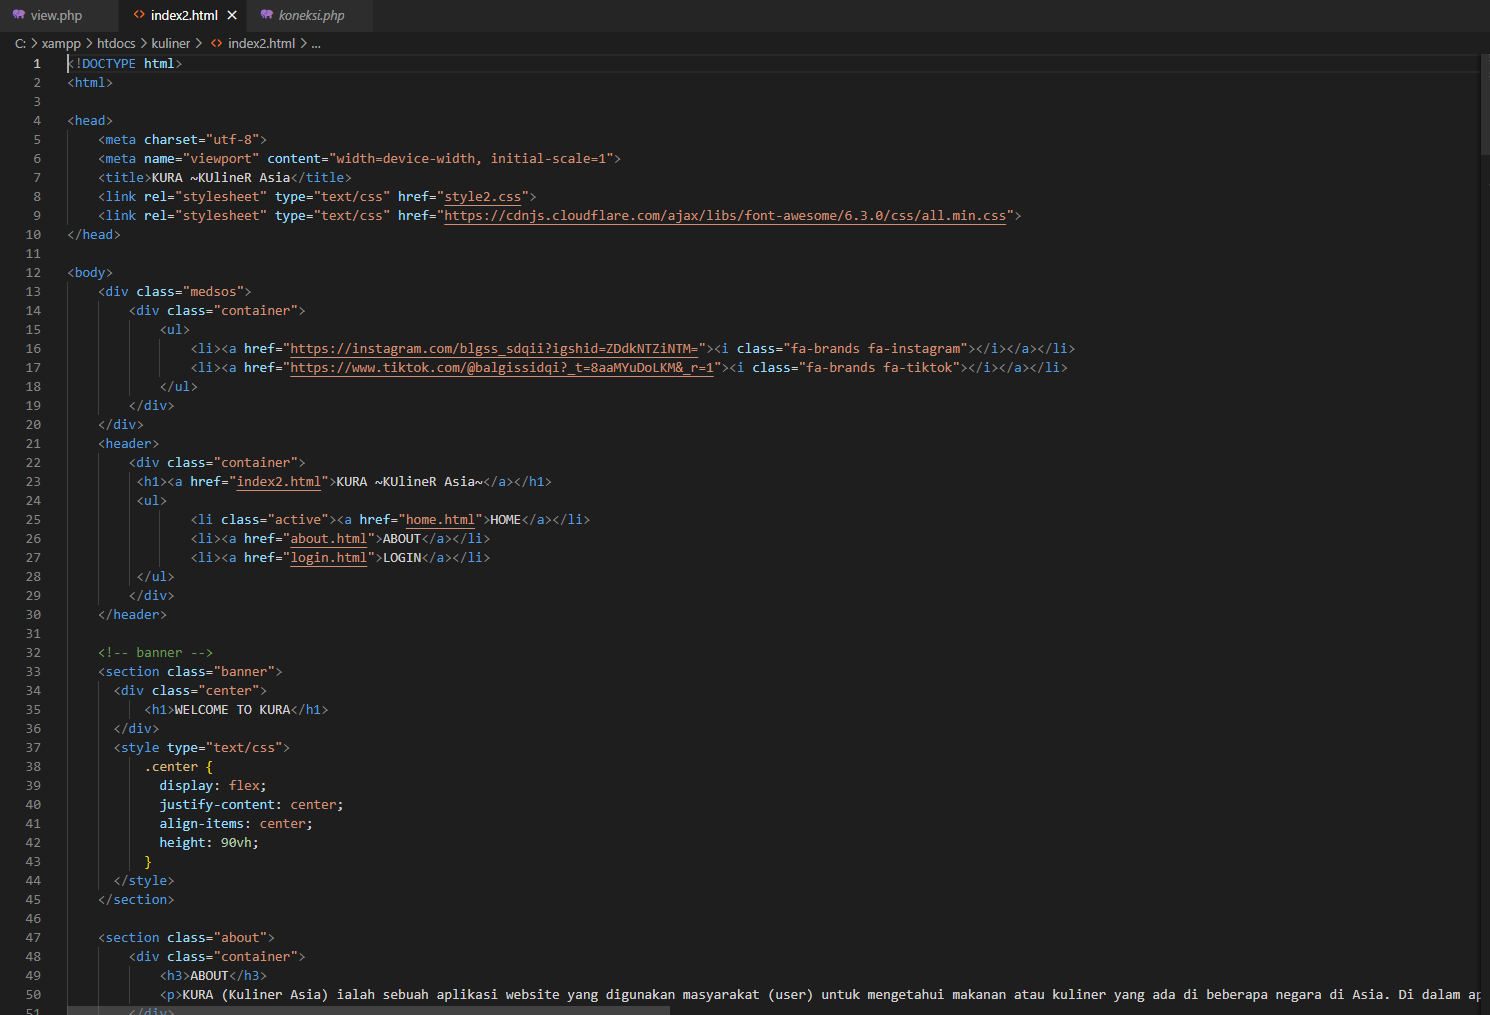 view.php index2.html koneksi.php
C: > xampp > htdocs > kuliner > index2.html > ...
1 <!DOCTYPE html>
2 <html>
3
4 <head>
5 <meta charset="utf-8">
6 <meta name="viewport" content="width=device-width, initial-scale=1">
7 <title>KURA ~KUlineR Asia</title>
8 <link rel="stylesheet" type="text/css" href="style2.css">
9 <link rel="stylesheet" type="text/css" href="https://cdnjs.cloudflare.com/ajax/libs/font-awesome/6.3.0/css/all.min.css">
10 </head>
11
12 <body>
13 <div class="medsos">
14 <div class="container">
15 <ul>
16 <li><a href="https://instagram.com/blgss_sdqii?igshid=ZDdkNTZiNTM="><i class="fa-brands fa-instagram"></i></a></li>
17 <li><a href="https://www.tiktok.com/@balgissidqi?_t=8aaMYuDoLKM&_r=1"><i class="fa-brands fa-tiktok"></i></a></li>
18 </ul>
19 </div>
20 </div>
21 <header>
22 <div class="container">
23 <h1><a href="index2.html">KURA ~KUlineR Asia~</a></h1>
24 <ul>
25 <li class="active"><a href="home.html">HOME</a></li>
26 <li><a href="about.html">ABOUT</a></li>
27 <li><a href="login.html">LOGIN</a></li>
28 </ul>
29 </div>
30 </header>
31
32 <!-- banner -->
33 <section class="banner">
34 <div class="center">
35 <h1>WELCOME TO KURA</h1>
36 </div>
37 <style type="text/css">
38 .center {
39 display: flex;
40 justify-content: center;
41 align-items: center;
42 height: 90vh;
43 }
44 </style>
45 </section>
46
47 <section class="about">
48 <div class="container">
49 <h3>ABOUT</h3>
50 <p>KURA (Kuliner Asia) ialah sebuah aplikasi website yang digunakan masyarakat (user) untuk mengetahui makanan atau kuliner yang ada di beberapa negara di Asia. Di dalam ap
51 </div>